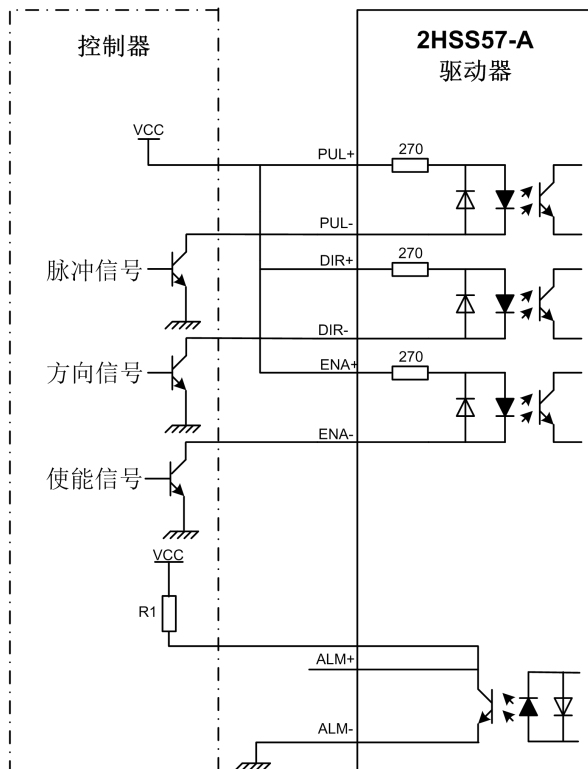 控制器
2HSS57-A
驱动器
VCC
PUL+
270
PUL-
脉冲信号
DIR+
270
DIR-
方向信号
ENA+
270
ENA-
使能信号
VCC
R1
ALM+
ALM-